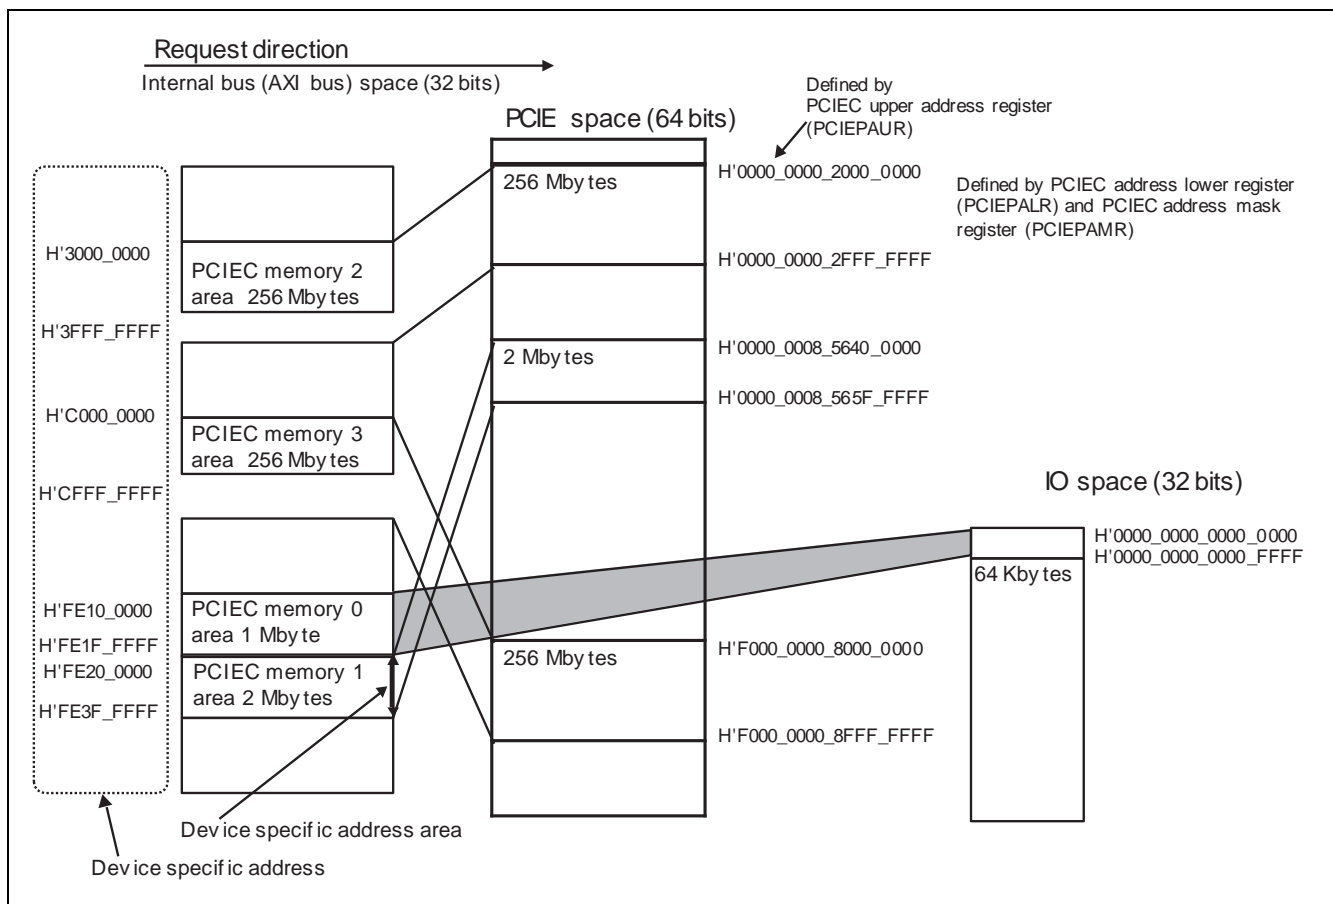 Request direction
Internal bus (AXI bus) space (32 bits)
Defined by
PCIEC upper address register
(PCIEPAUR)
PCIE space (64 bits)
H'0000_0000_2000_0000
256 Mbytes
Defined by PCIEC address lower register
(PCIEPALR) and PCIEC address mask
register (PCIEPAMR)
H'3000_0000
PCIEC memory 2
area 256 Mbytes
H'0000_0000_2FFF_FFFF
H'3FFF_FFFF
H'0000_0008_5640_0000
2 Mbytes
H'0000_0008_565F_FFFF
H'C000_0000
PCIEC memory 3
area 256 Mbytes
H'CFFF_FFFF
IO space (32 bits)
H'0000_0000_0000_0000
H'0000_0000_0000_FFFF
64 Kbytes
H'FE10_0000
PCIEC memory 0
area 1 Mbyte
H'FE1F_FFFF
H'FE20_0000
PCIEC memory 1
area 2 Mbytes
H'FE3F_FFFF
H'F000_0000_8000_0000
256 Mbytes
H'F000_0000_8FFF_FFFF
Device specific address area
Device specific address